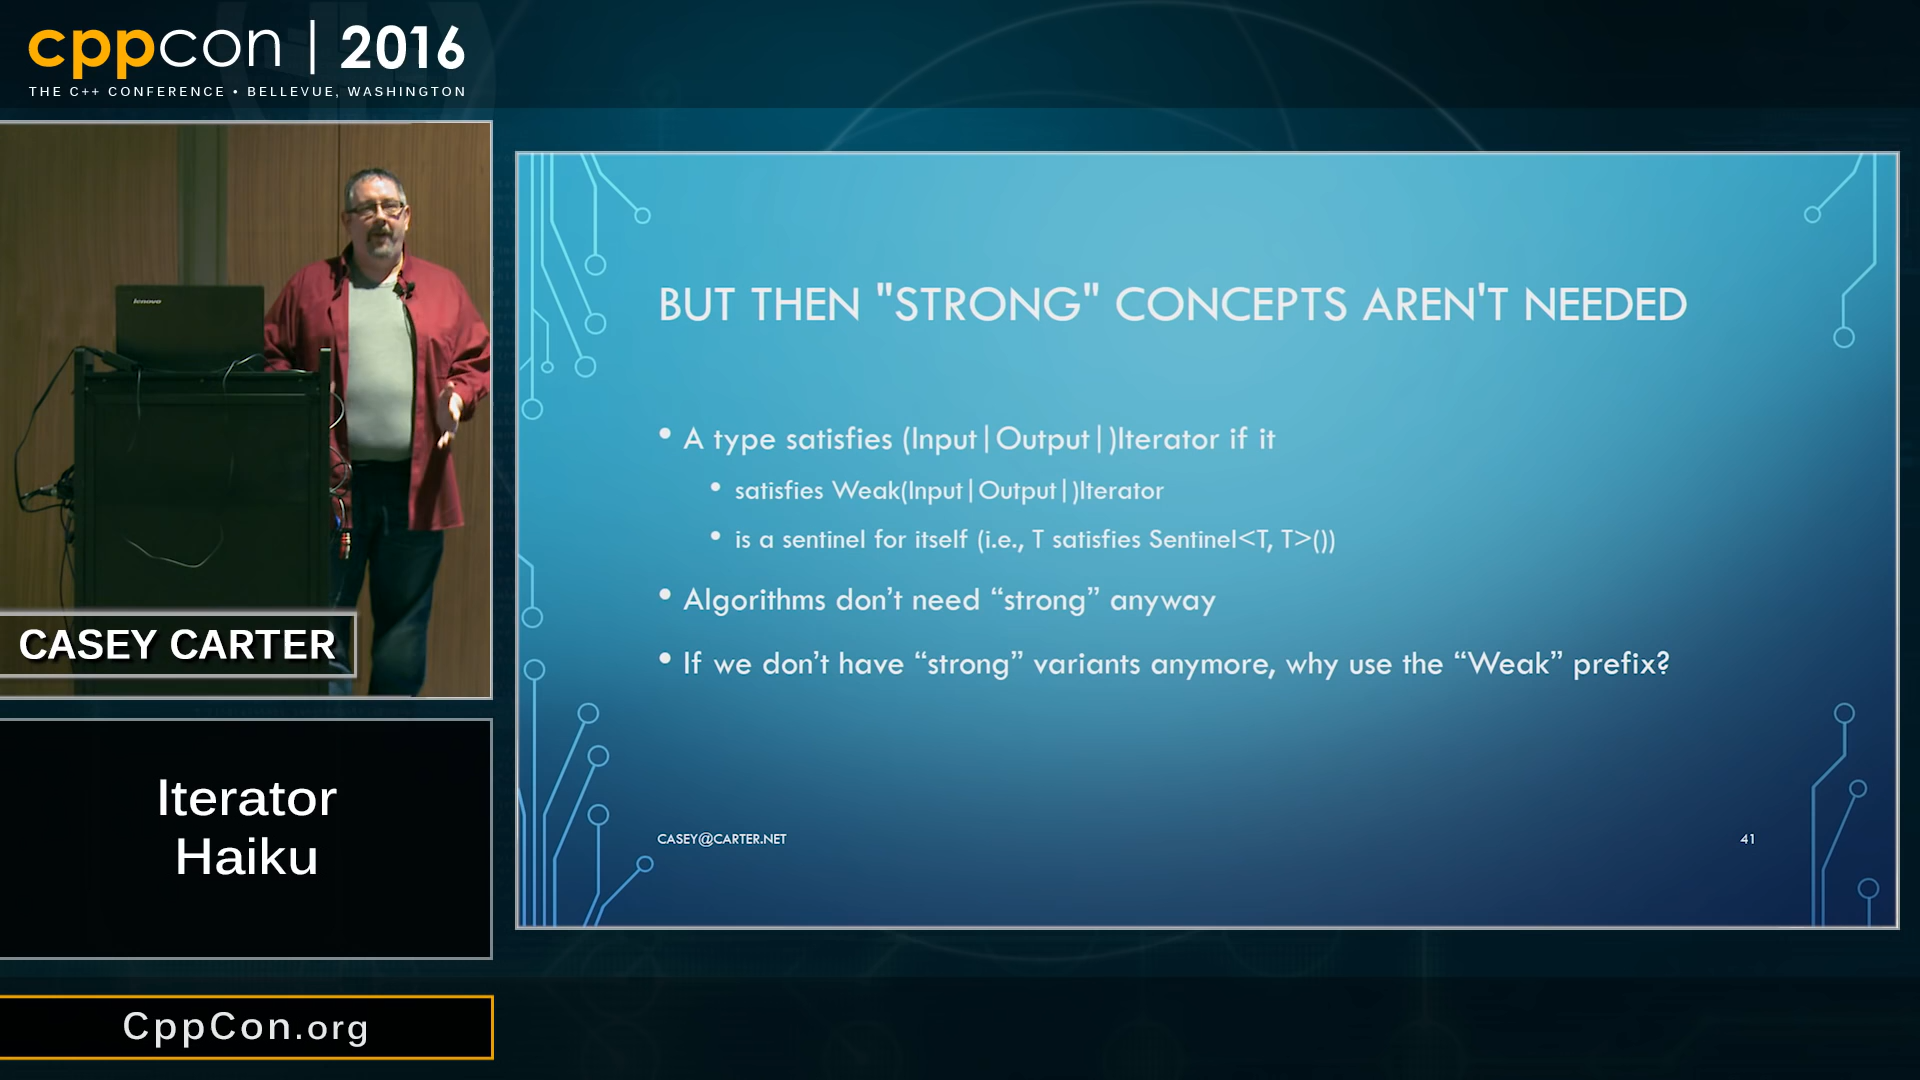 cppcon | 2016
THE C++ CONFERENCE • BELLEVUE, WASHINGTON
lenovo
CASEY CARTER
Iterator
Haiku
CppCon.org
BUT THEN "STRONG" CONCEPTS AREN'T NEEDED
• A type satisfies (Input|Output|)Iterator if it
• satisfies Weak(Input|Output|)Iterator
• is a sentinel for itself (i.e., T satisfies Sentinel<T, T>())
• Algorithms don’t need “strong” anyway
• If we don’t have “strong” variants anymore, why use the “Weak” prefix?
CASEY@CARTER.NET
41